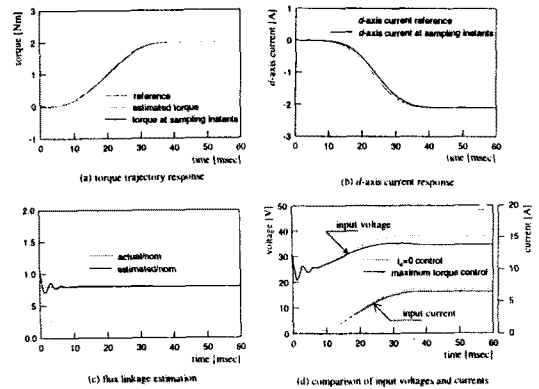 torque [Nm]
3
2
1
0
-1
reference
estimated torque
torque at sampling instants
0 10 20 30 40 50 60
time [msec]
(a) torque trajectory response
d-axis current [A]
1
0
-1
-2
-3
d-axis current reference
d-axis current at sampling instants
0 10 20 30 40 50 60
time [msec]
(b) d-axis current response
2.0
1.5
1.0
0.5
0.0
actual/nom
estimated/nom
0 10 20 30 40 50 60
time [msec]
(c) flux linkage estimation
voltage [V]
50
40
30
20
10
0
input voltage
id=0 control
maximum torque control
input current
0 10 20 30 40 50 60
time [msec]
20
15
10
5
0
current [A]
(d) comparison of input voltages and currents